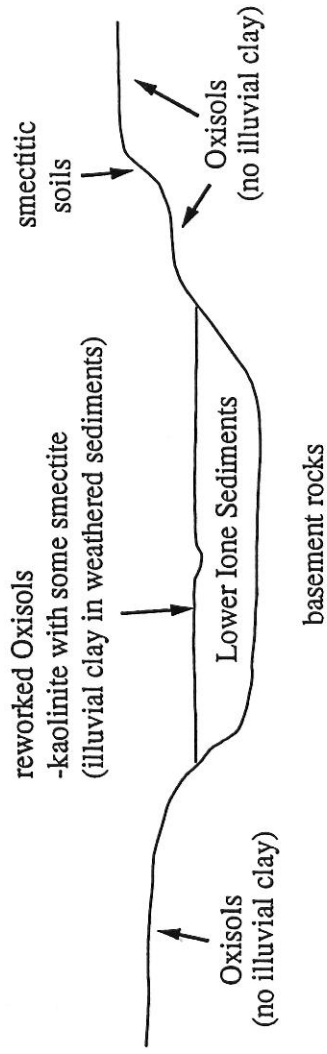 reworked Oxisols
-kaolinite with some smectite
(illuvial clay in weathered sediments)
smectitic
soils
Oxisols
(no illuvial clay)
Lower Ione Sediments
Oxisols
(no illuvial clay)
basement rocks